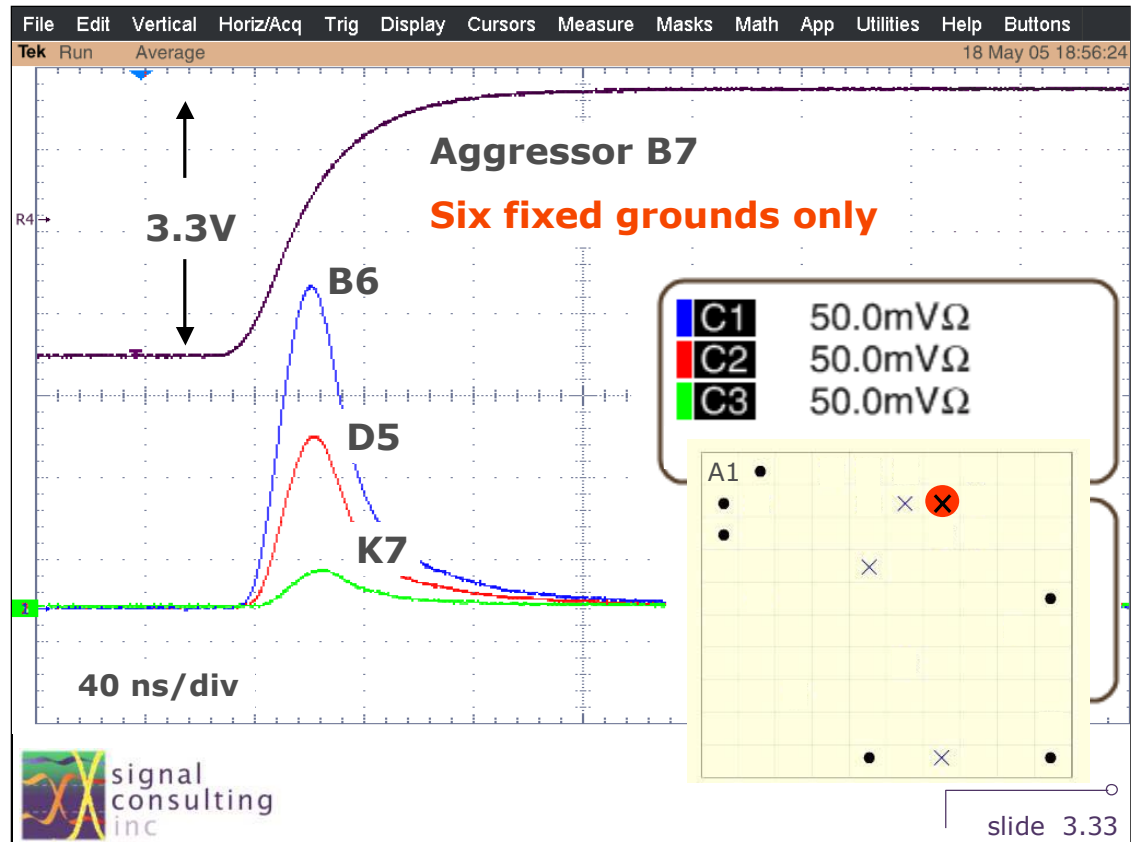 File Edit Vertical Horiz/Acq Trig Display Cursors Measure Masks Math App Utilities Help Buttons
Tek Run Average 18 May 05 18:56:24
Aggressor B7
R4
3.3V
Six fixed grounds only
B6
C1 50.0mVΩ
C2 50.0mVΩ
C3 50.0mVΩ
D5
A1
K7
40 ns/div
signal
consulting
inc
slide 3.33